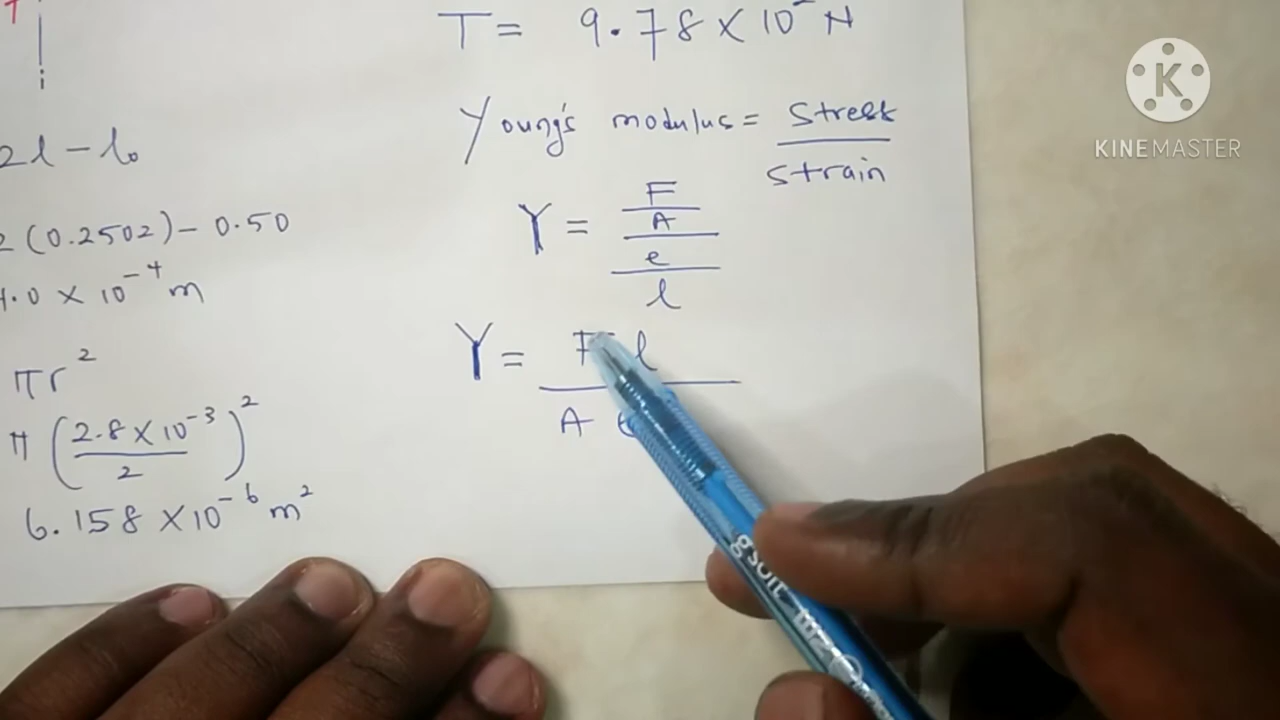 T = 9.78 × 10 N
Young's modulus = Stress
strain
2l - l₀
2 (0.2502) - 0.50
4.0 × 10⁻⁴ m
Y = F
A
e
l
Y = F l
A e
πr²
π (2.8 × 10⁻³)²
2
6.158 × 10⁻⁶ m²
K
KINEMASTER
gsoft